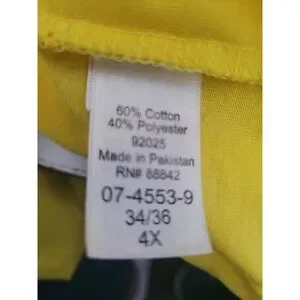 60% Cotton
40% Polyester
92025
Made in Pakistan
RN# 88842
07-4553-9
34/36
4X